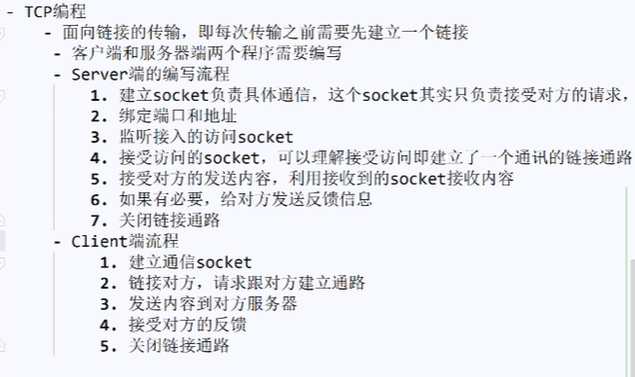 - TCP编程
- 面向链接的传输，即每次传输之前需要先建立一个链接
- 客户端和服务器端两个程序需要编写
- Server端的编写流程
1. 建立socket负责具体通信，这个socket其实只负责接受对方的请求，
2. 绑定端口和地址
3. 监听接入的访问socket
4. 接受访问的socket，可以理解接受访问即建立了一个通讯的链接通路
5. 接受对方的发送内容，利用接收到的socket接收内容
6. 如果有必要，给对方发送反馈信息
7. 关闭链接通路
- Client端流程
1. 建立通信socket
2. 链接对方，请求跟对方建立通路
3. 发送内容到对方服务器
4. 接受对方的反馈
5. 关闭链接通路